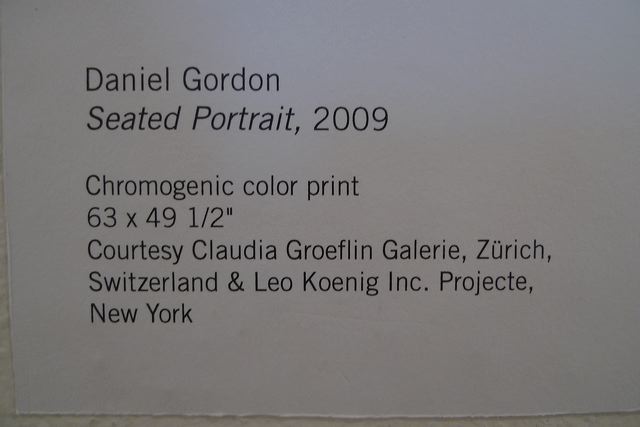 Daniel Gordon
Seated Portrait, 2009
Chromogenic color print
63 x 49 1/2"
Courtesy Claudia Groeflin Galerie, Zürich,
Switzerland & Leo Koenig Inc. Projecte,
New York